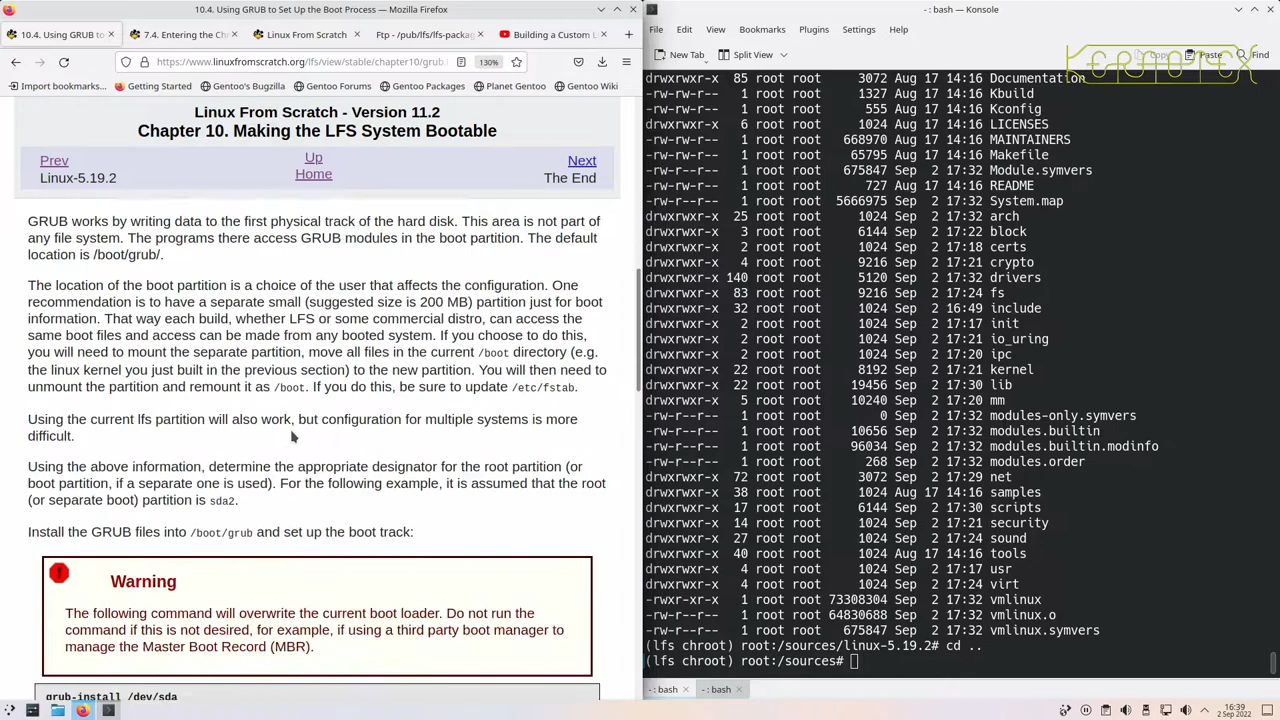 10.4. Using GRUB to Set Up the Boot Process — Mozilla Firefox
10.4. Using GRUB to
7.4. Entering the Ch
Linux From Scratch
Ftp - /pub/lfs/lfs-packag
Building a Custom L
https://www.linuxfromscratch.org/lfs/view/stable/chapter10/grub
Import bookmarks...
Getting Started
Gentoo's Bugzilla
Gentoo Forums
Gentoo Packages
Planet Gentoo
Gentoo Wiki
Linux From Scratch - Version 11.2
Chapter 10. Making the LFS System Bootable
Prev
Up
Next
Linux-5.19.2
Home
The End
GRUB works by writing data to the first physical track of the hard disk. This area is not part of
any file system. The programs there access GRUB modules in the boot partition. The default
location is /boot/grub/.
The location of the boot partition is a choice of the user that affects the configuration. One
recommendation is to have a separate small (suggested size is 200 MB) partition just for boot
information. That way each build, whether LFS or some commercial distro, can access the
same boot files and access can be made from any booted system. If you choose to do this,
you will need to mount the separate partition, move all files in the current /boot directory (e.g.
the linux kernel you just built in the previous section) to the new partition. You will then need to
unmount the partition and remount it as /boot. If you do this, be sure to update /etc/fstab.
Using the current lfs partition will also work, but configuration for multiple systems is more
difficult.
Using the above information, determine the appropriate designator for the root partition (or
boot partition, if a separate one is used). For the following example, it is assumed that the root
(or separate boot) partition is sda2.
Install the GRUB files into /boot/grub and set up the boot track:
Warning
The following command will overwrite the current boot loader. Do not run the
command if this is not desired, for example, if using a third party boot manager to
manage the Master Boot Record (MBR).
grub-install /dev/sda
- : bash — Konsole
File Edit View Bookmarks Plugins Settings Help
New Tab
Split View
Copy
Paste
Find
KERNOTEX
drwxrwxr-x 85 root root 3072 Aug 17 14:16 Documentation
-rw-rw-r-- 1 root root 1327 Aug 17 14:16 Kbuild
-rw-rw-r-- 1 root root 555 Aug 17 14:16 Kconfig
drwxrwxr-x 6 root root 1024 Aug 17 14:16 LICENSES
-rw-rw-r-- 1 root root 668970 Aug 17 14:16 MAINTAINERS
-rw-rw-r-- 1 root root 65795 Aug 17 14:16 Makefile
-rw-r--r-- 1 root root 675847 Sep 2 17:32 Module.symvers
-rw-rw-r-- 1 root root 727 Aug 17 14:16 README
-rw-r--r-- 1 root root 5666975 Sep 2 17:32 System.map
drwxrwxr-x 25 root root 1024 Sep 2 17:32 arch
drwxrwxr-x 3 root root 6144 Sep 2 17:22 block
drwxrwxr-x 2 root root 1024 Sep 2 17:18 certs
drwxrwxr-x 4 root root 9216 Sep 2 17:21 crypto
drwxrwxr-x 140 root root 5120 Sep 2 17:32 drivers
drwxrwxr-x 83 root root 9216 Sep 2 17:24 fs
drwxrwxr-x 32 root root 1024 Sep 2 16:49 include
drwxrwxr-x 2 root root 1024 Sep 2 17:17 init
drwxrwxr-x 2 root root 1024 Sep 2 17:21 io_uring
drwxrwxr-x 2 root root 1024 Sep 2 17:20 ipc
drwxrwxr-x 22 root root 8192 Sep 2 17:21 kernel
drwxrwxr-x 22 root root 19456 Sep 2 17:30 lib
drwxrwxr-x 5 root root 10240 Sep 2 17:20 mm
-rw-r--r-- 1 root root 0 Sep 2 17:32 modules-only.symvers
-rw-r--r-- 1 root root 10656 Sep 2 17:32 modules.builtin
-rw-r--r-- 1 root root 96034 Sep 2 17:32 modules.builtin.modinfo
-rw-r--r-- 1 root root 268 Sep 2 17:32 modules.order
drwxrwxr-x 72 root root 3072 Sep 2 17:29 net
drwxrwxr-x 38 root root 1024 Aug 17 14:16 samples
drwxrwxr-x 17 root root 6144 Sep 2 17:30 scripts
drwxrwxr-x 14 root root 1024 Sep 2 17:21 security
drwxrwxr-x 27 root root 1024 Sep 2 17:24 sound
drwxrwxr-x 40 root root 1024 Aug 17 14:16 tools
drwxrwxr-x 4 root root 1024 Sep 2 17:17 usr
drwxrwxr-x 4 root root 1024 Sep 2 17:24 virt
-rwxr-xr-x 1 root root 73308304 Sep 2 17:32 vmlinux
-rw-r--r-- 1 root root 64830688 Sep 2 17:32 vmlinux.o
-rw-r--r-- 1 root root 675847 Sep 2 17:32 vmlinux.symvers
(lfs chroot) root:/sources/linux-5.19.2# cd ..
(lfs chroot) root:/sources#
- : bash
- : bash
16:39
2 Sep 2022